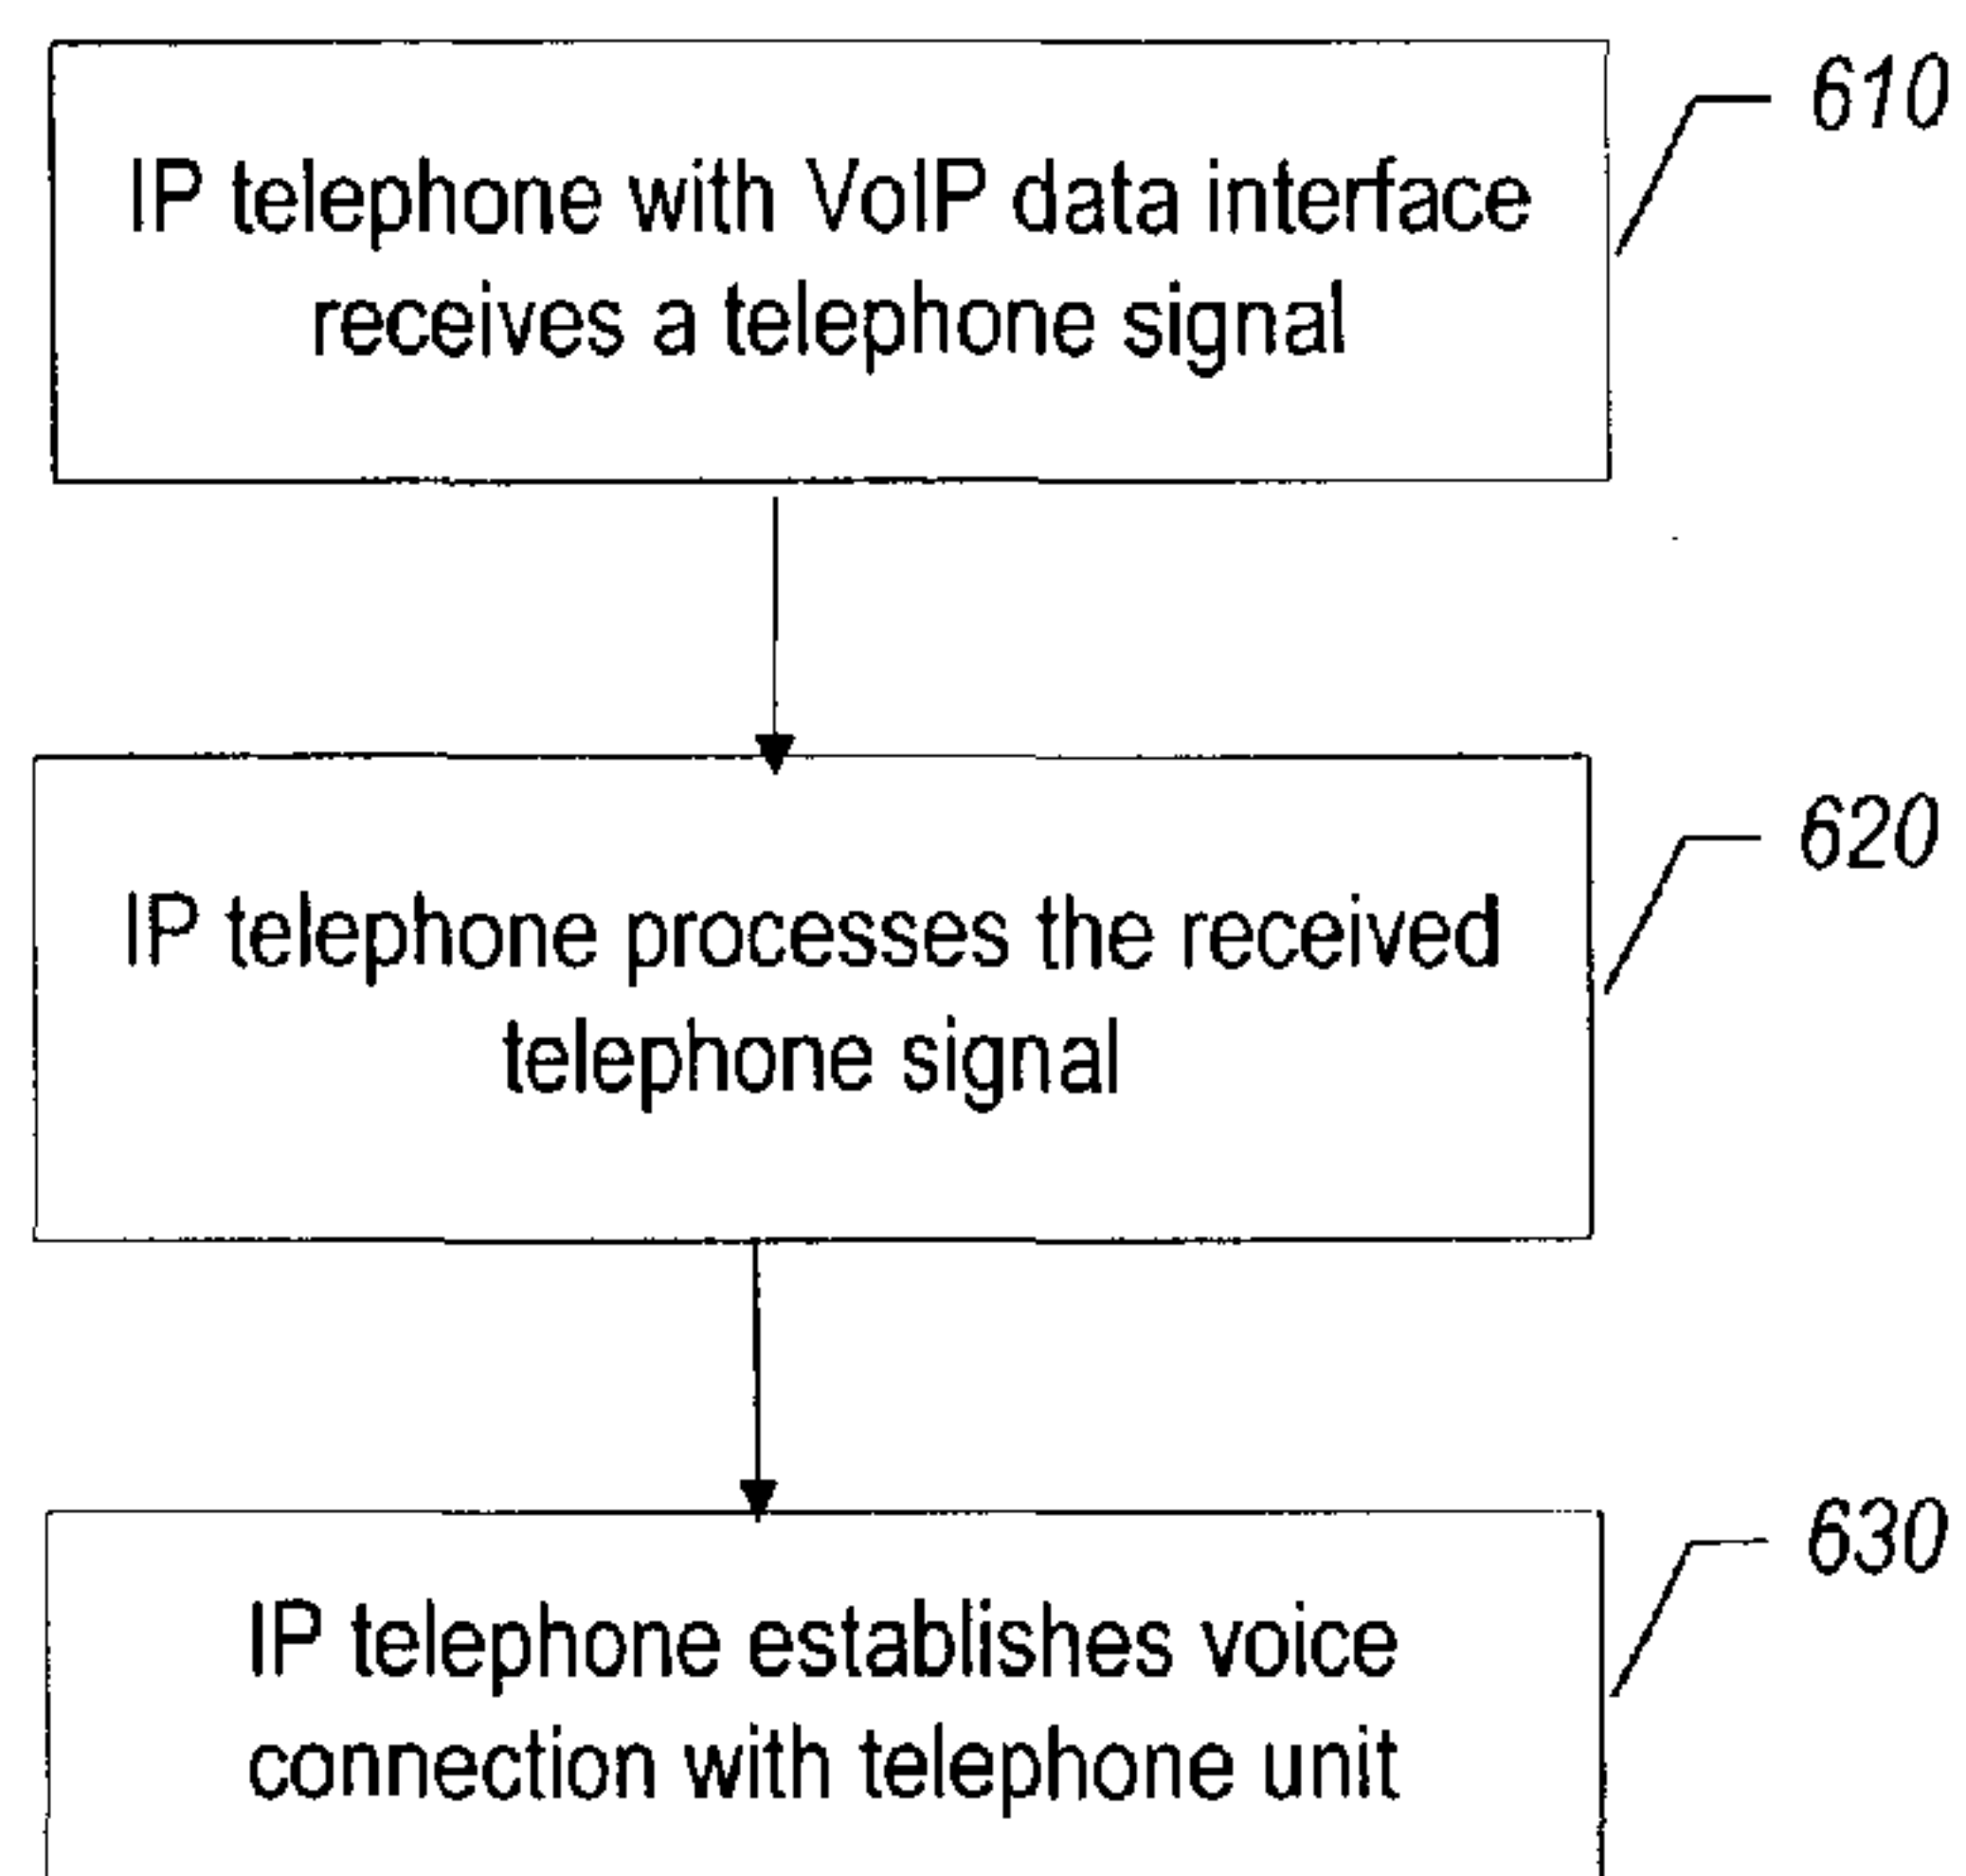 610
IP telephone with VoIP data interface
receives a telephone signal
620
IP telephone processes the received
telephone signal
630
IP telephone establishes voice
connection with telephone unit